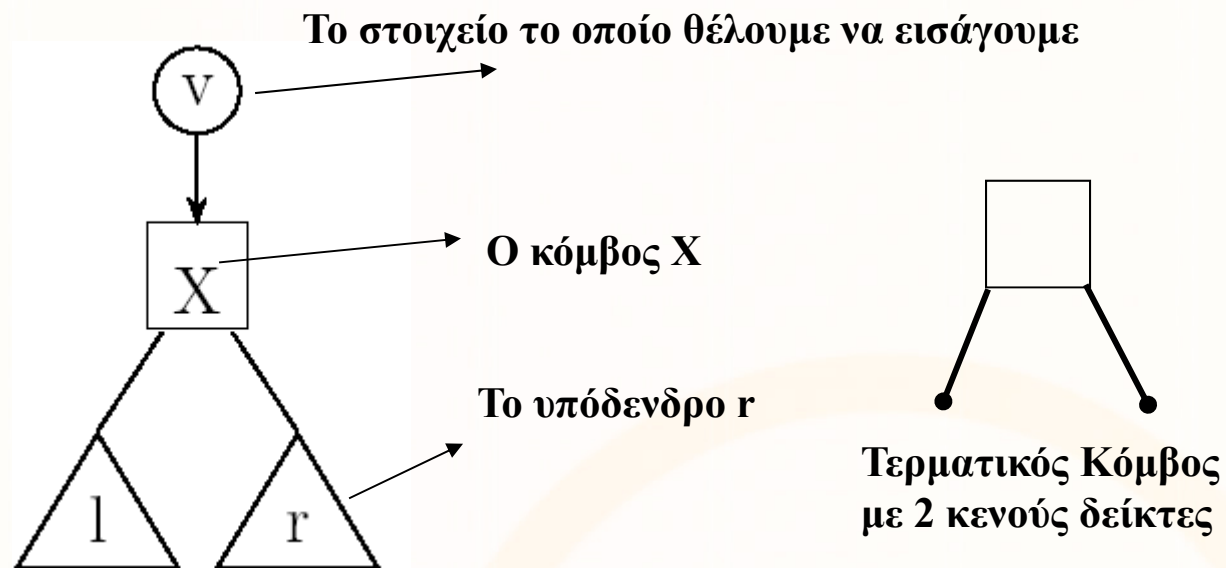 Το στοιχείο το οποίο θέλουμε να εισάγουμε
v
Ο κόμβος Χ
X
Το υπόδενδρο r
l
r
Τερματικός Κόμβος
με 2 κενούς δείκτες